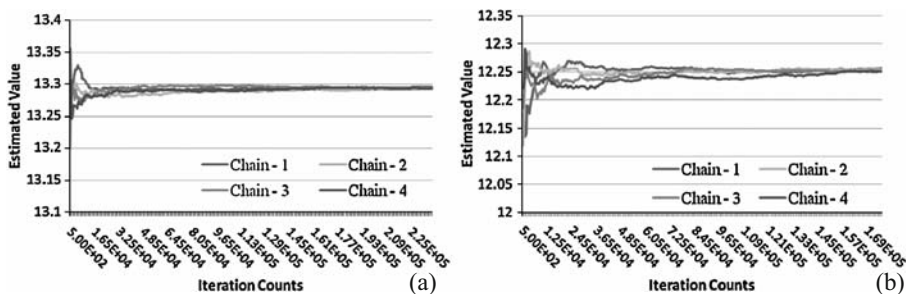 13.4
13.35
13.3
13.25
13.2
13.15
13.1
Estimated Value
Chain - 1
Chain - 2
Chain - 3
Chain - 4
5.00E+02
1.65E+04
3.25E+04
4.85E+04
6.45E+04
8.05E+04
9.65E+04
1.13E+05
1.29E+05
1.45E+05
1.61E+05
1.77E+05
1.93E+05
2.09E+05
2.25E+05
Iteration Counts
(a)
12.35
12.3
12.25
12.2
12.15
12.1
12.05
12
Estimated Value
Chain - 1
Chain - 2
Chain - 3
Chain - 4
5.00E+02
1.25E+04
2.45E+04
3.65E+04
4.85E+04
6.05E+04
7.25E+04
8.45E+04
9.65E+04
1.09E+05
1.21E+05
1.33E+05
1.45E+05
1.57E+05
1.69E+05
Iteration Counts
(b)